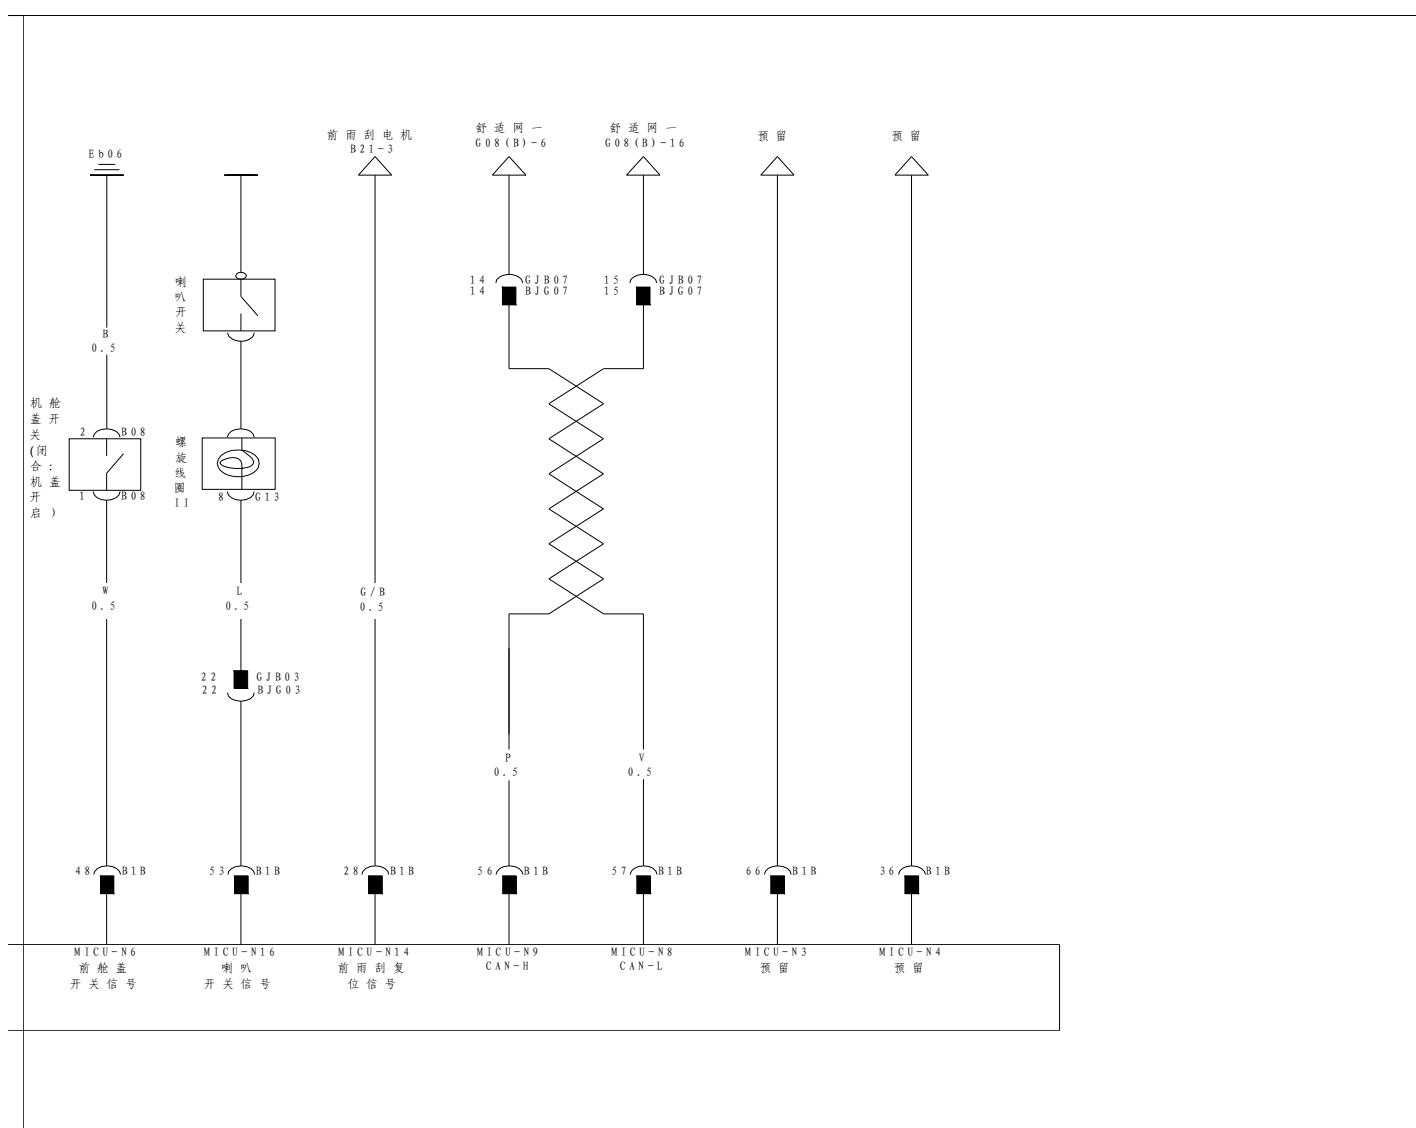 前雨刮电机
B21-3
舒适网一
G08(B)-6
舒适网一
G08(B)-16
预留
预留
Eb06
喇
叭
开
关
14 GJB07
14 BJG07
15 GJB07
15 BJG07
B
0.5
机舱
盖开
关
(闭
合:
机盖
开
启)
2 B08
1 B08
螺
旋
线
圈
II
8 G13
W
0.5
L
0.5
G/B
0.5
22 GJB03
22 BJG03
P
0.5
V
0.5
48 B1B
53 B1B
28 B1B
56 B1B
57 B1B
66 B1B
36 B1B
MICU-N6
前舱盖
开关信号
MICU-N16
喇叭
开关信号
MICU-N14
前雨刮复
位信号
MICU-N9
CAN-H
MICU-N8
CAN-L
MICU-N3
预留
MICU-N4
预留